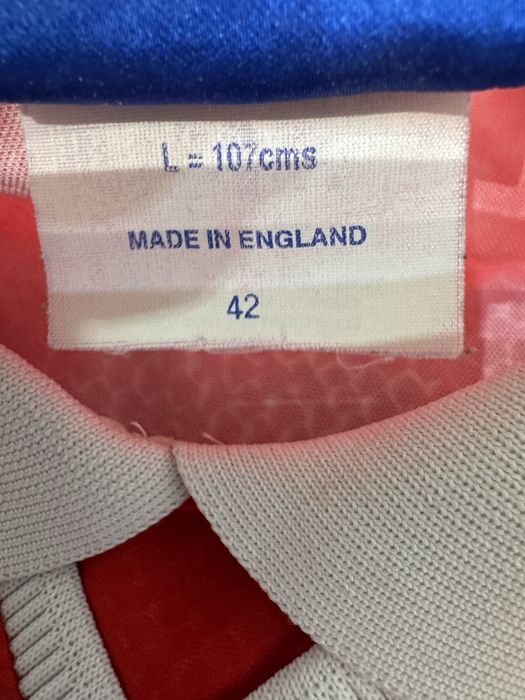 L = 107cms
MADE IN ENGLAND
42